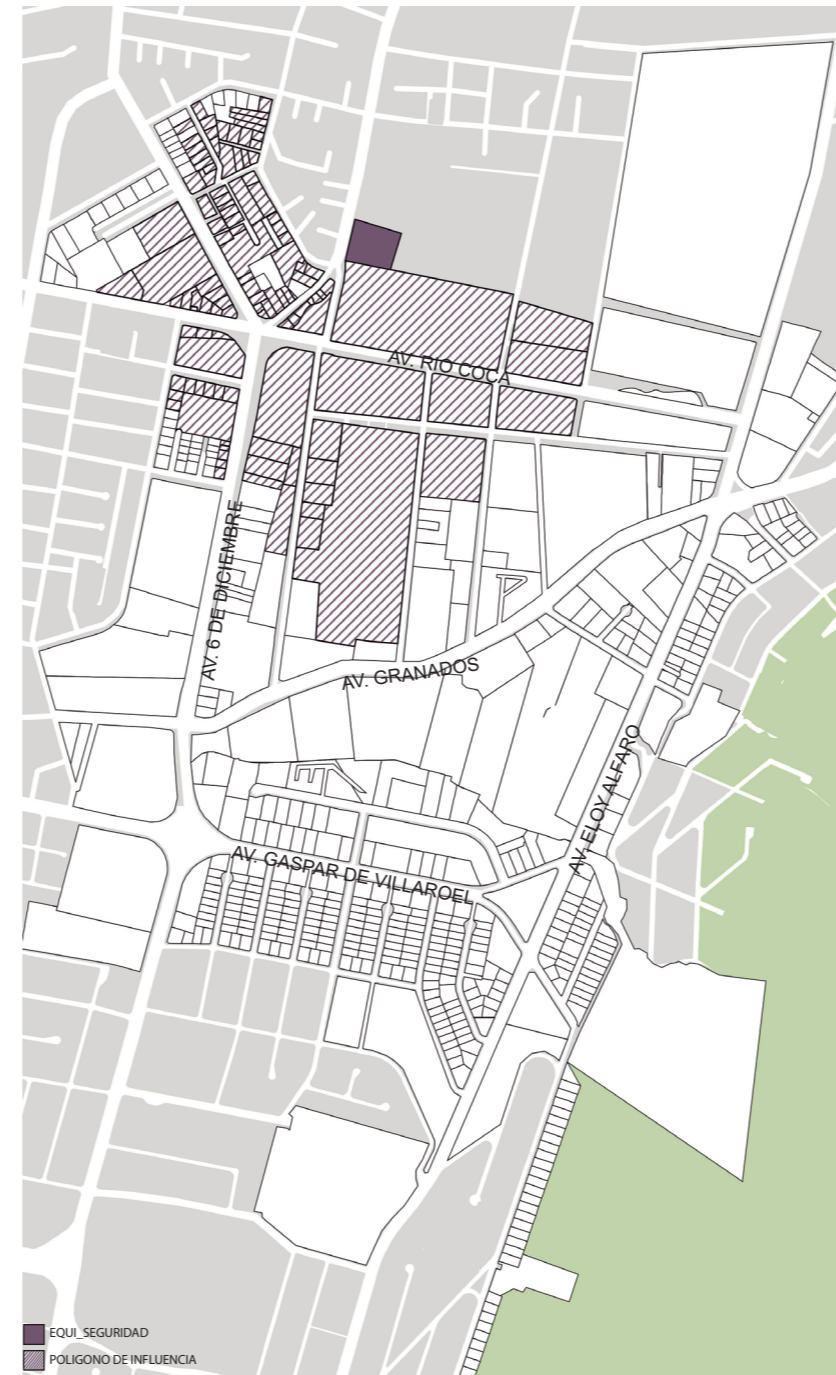 AV. RIO COCA
AV. 6 DE DICIEMBRE
AV. GRANADOS
AV. ELOY ALFARO
AV. GASPAR DE VILLAROEL
EQUI_SEGURIDAD
POLIGONO DE INFLUENCIA